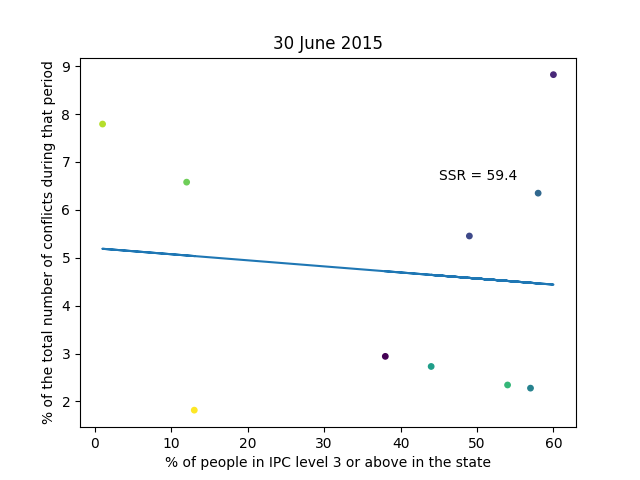 30 June 2015
% of the total number of conflicts during that period
9
8
7
6
5
4
3
2
SSR = 59.4
0 10 20 30 40 50 60
% of people in IPC level 3 or above in the state